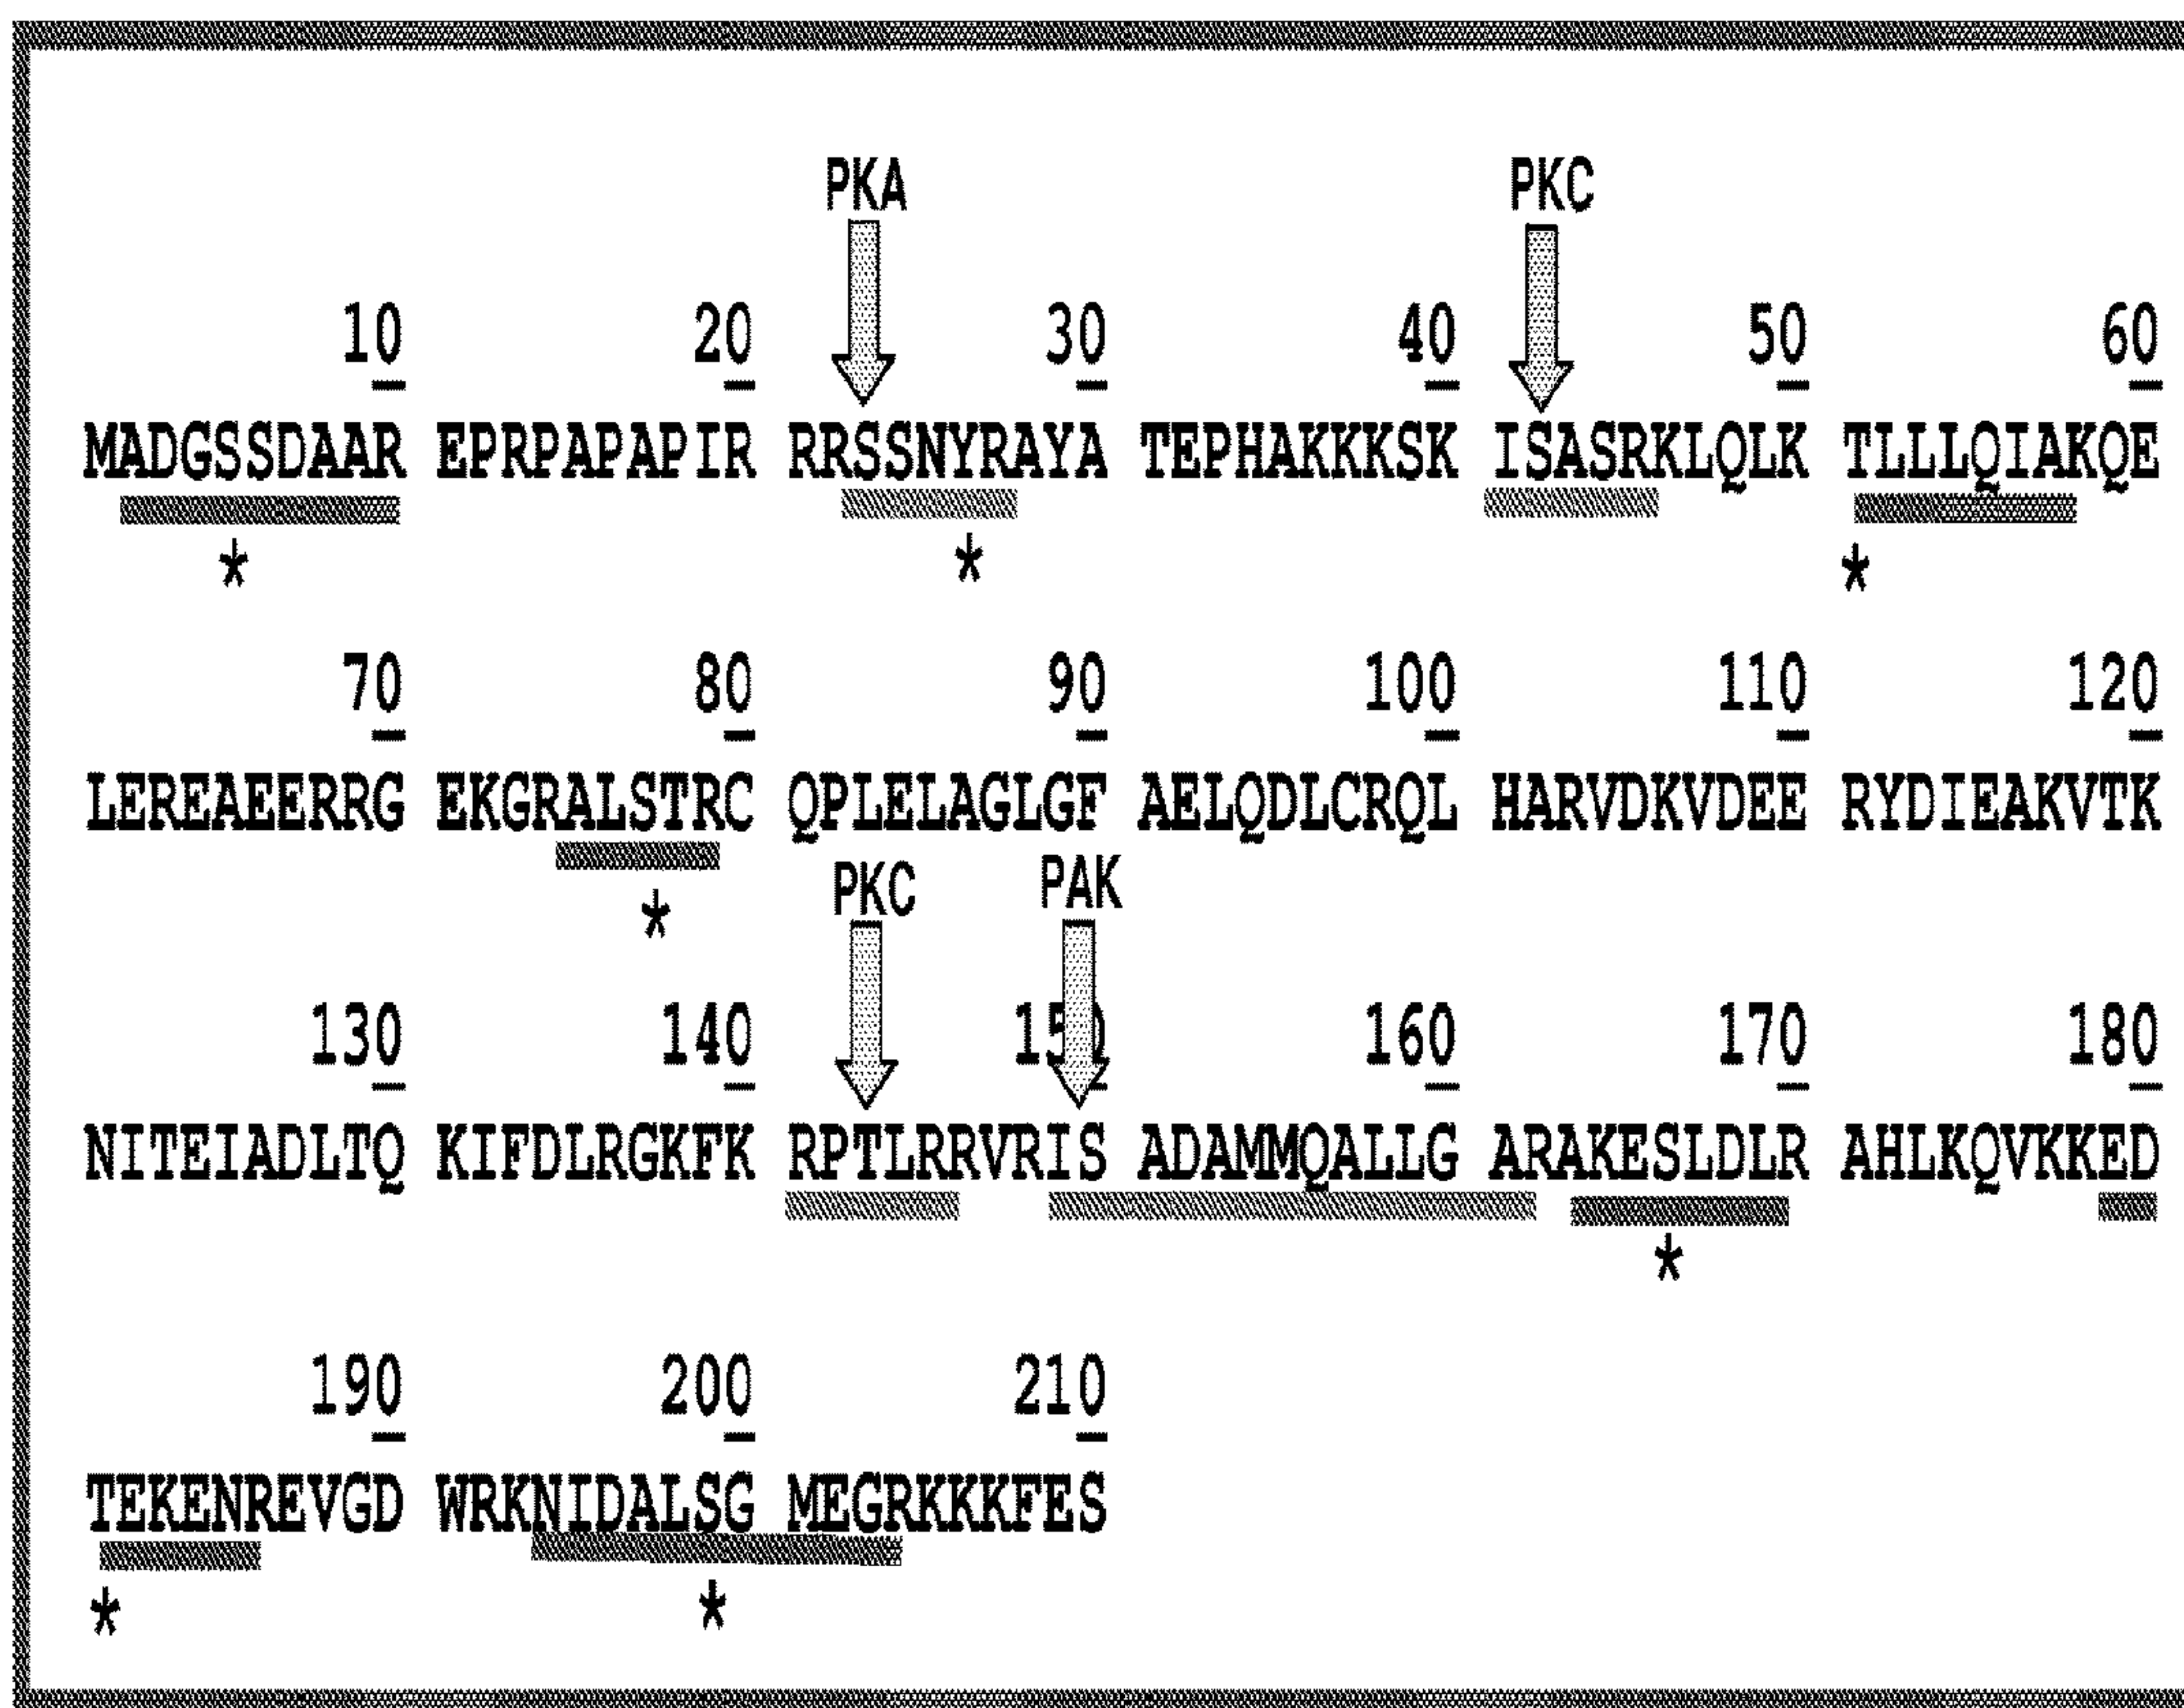 PKA PKC
10 20 30 40 50 60
MADGSSDAAR EPRPAPAPIR RRSSNYRAYA TEPHAKKKSK ISASRKLQLK TLLLQIAKQE
* * *
70 80 90 100 110 120
LEREAEERRG EKGRALSTRC QPLELAGLGF AELQDLCRQL HARVDKVDEE RYDIEAKVTK
*
PKC PAK
130 140 150 160 170 180
NITEIADLTQ KIFDLRGKFK RPTLRRVRIS ADAMMQALLG ARAKESLDLR AHLKQVKKED
*
190 200 210
TEKENREVGD WRKNIDALSG MEGRKKKFES
* *